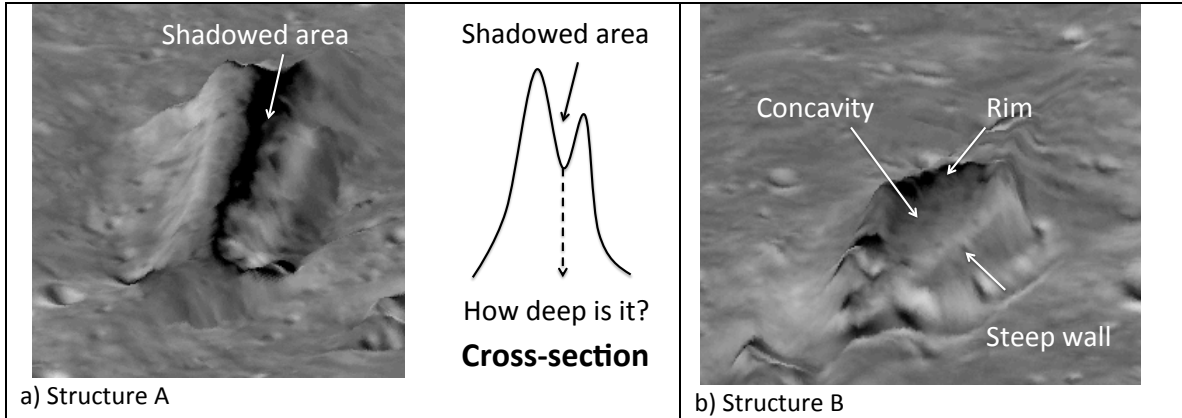 Shadowed area
a) Structure A
Shadowed area
How deep is it?
Cross-section
Concavity
Rim
Steep wall
b) Structure B